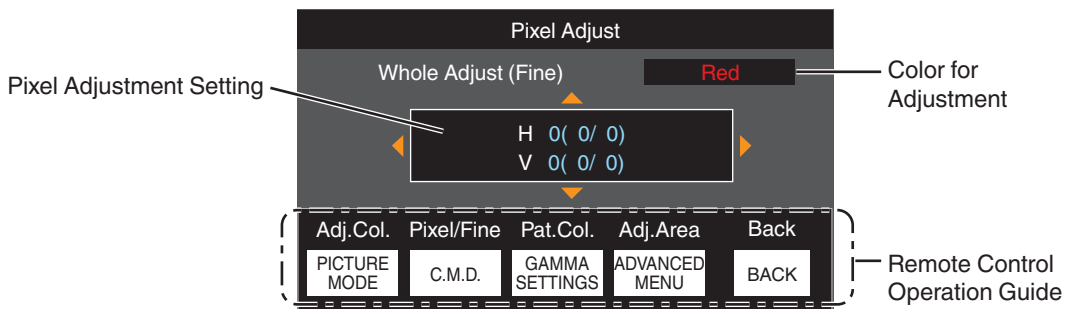 Pixel Adjust
Whole Adjust (Fine) Red
Pixel Adjustment Setting
Color for
Adjustment
H 0( 0/ 0)
V 0( 0/ 0)
Adj.Col. Pixel/Fine Pat.Col. Adj.Area Back
PICTURE
MODE
C.M.D.
GAMMA
SETTINGS
ADVANCED
MENU
BACK
Remote Control
Operation Guide